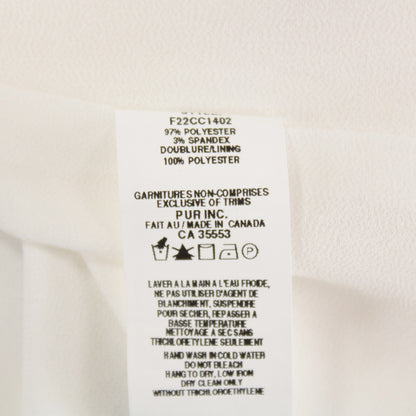 F22CC1402
97% POLYESTER
3% SPANDEX
DOUBLURE/LINING
100% POLYESTER
GARNITURES NON-COMPRISES
EXCLUSIVE OF TRIMS
PUR INC.
FAIT AU / MADE IN CANADA
CA 35553
P
LAVER A LA MAIN A L'EAU FROIDE,
NE PAS UTILISER D'AGENT DE
BLANCHIMENT, SUSPENDRE
POUR SECHER, REPASSER A
BASSE TEMPERATURE
NETTOYAGE A SEC SANS
TRICHLORETYLENE SEULEMENT
HAND WASH IN COLD WATER
DO NOT BLEACH
HANG TO DRY, LOW IRON
DRY CLEAN ONLY
WITHOUT TRICHLOROETHYLENE